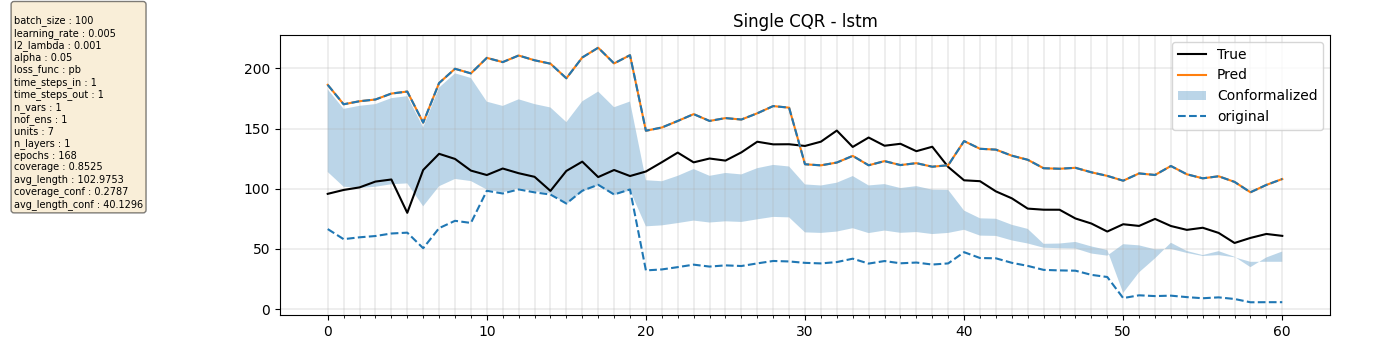 batch_size : 100
learning_rate : 0.005
l2_lambda : 0.001
alpha : 0.05
loss_func : pb
time_steps_in : 1
time_steps_out : 1
n_vars : 1
nof_ens : 1
units : 7
n_layers : 1
epochs : 168
coverage : 0.8525
avg_length : 102.9753
coverage_conf : 0.2787
avg_length_conf : 40.1296
Single CQR - lstm
True
Pred
Conformalized
original
200
150
100
50
0
0 10 20 30 40 50 60